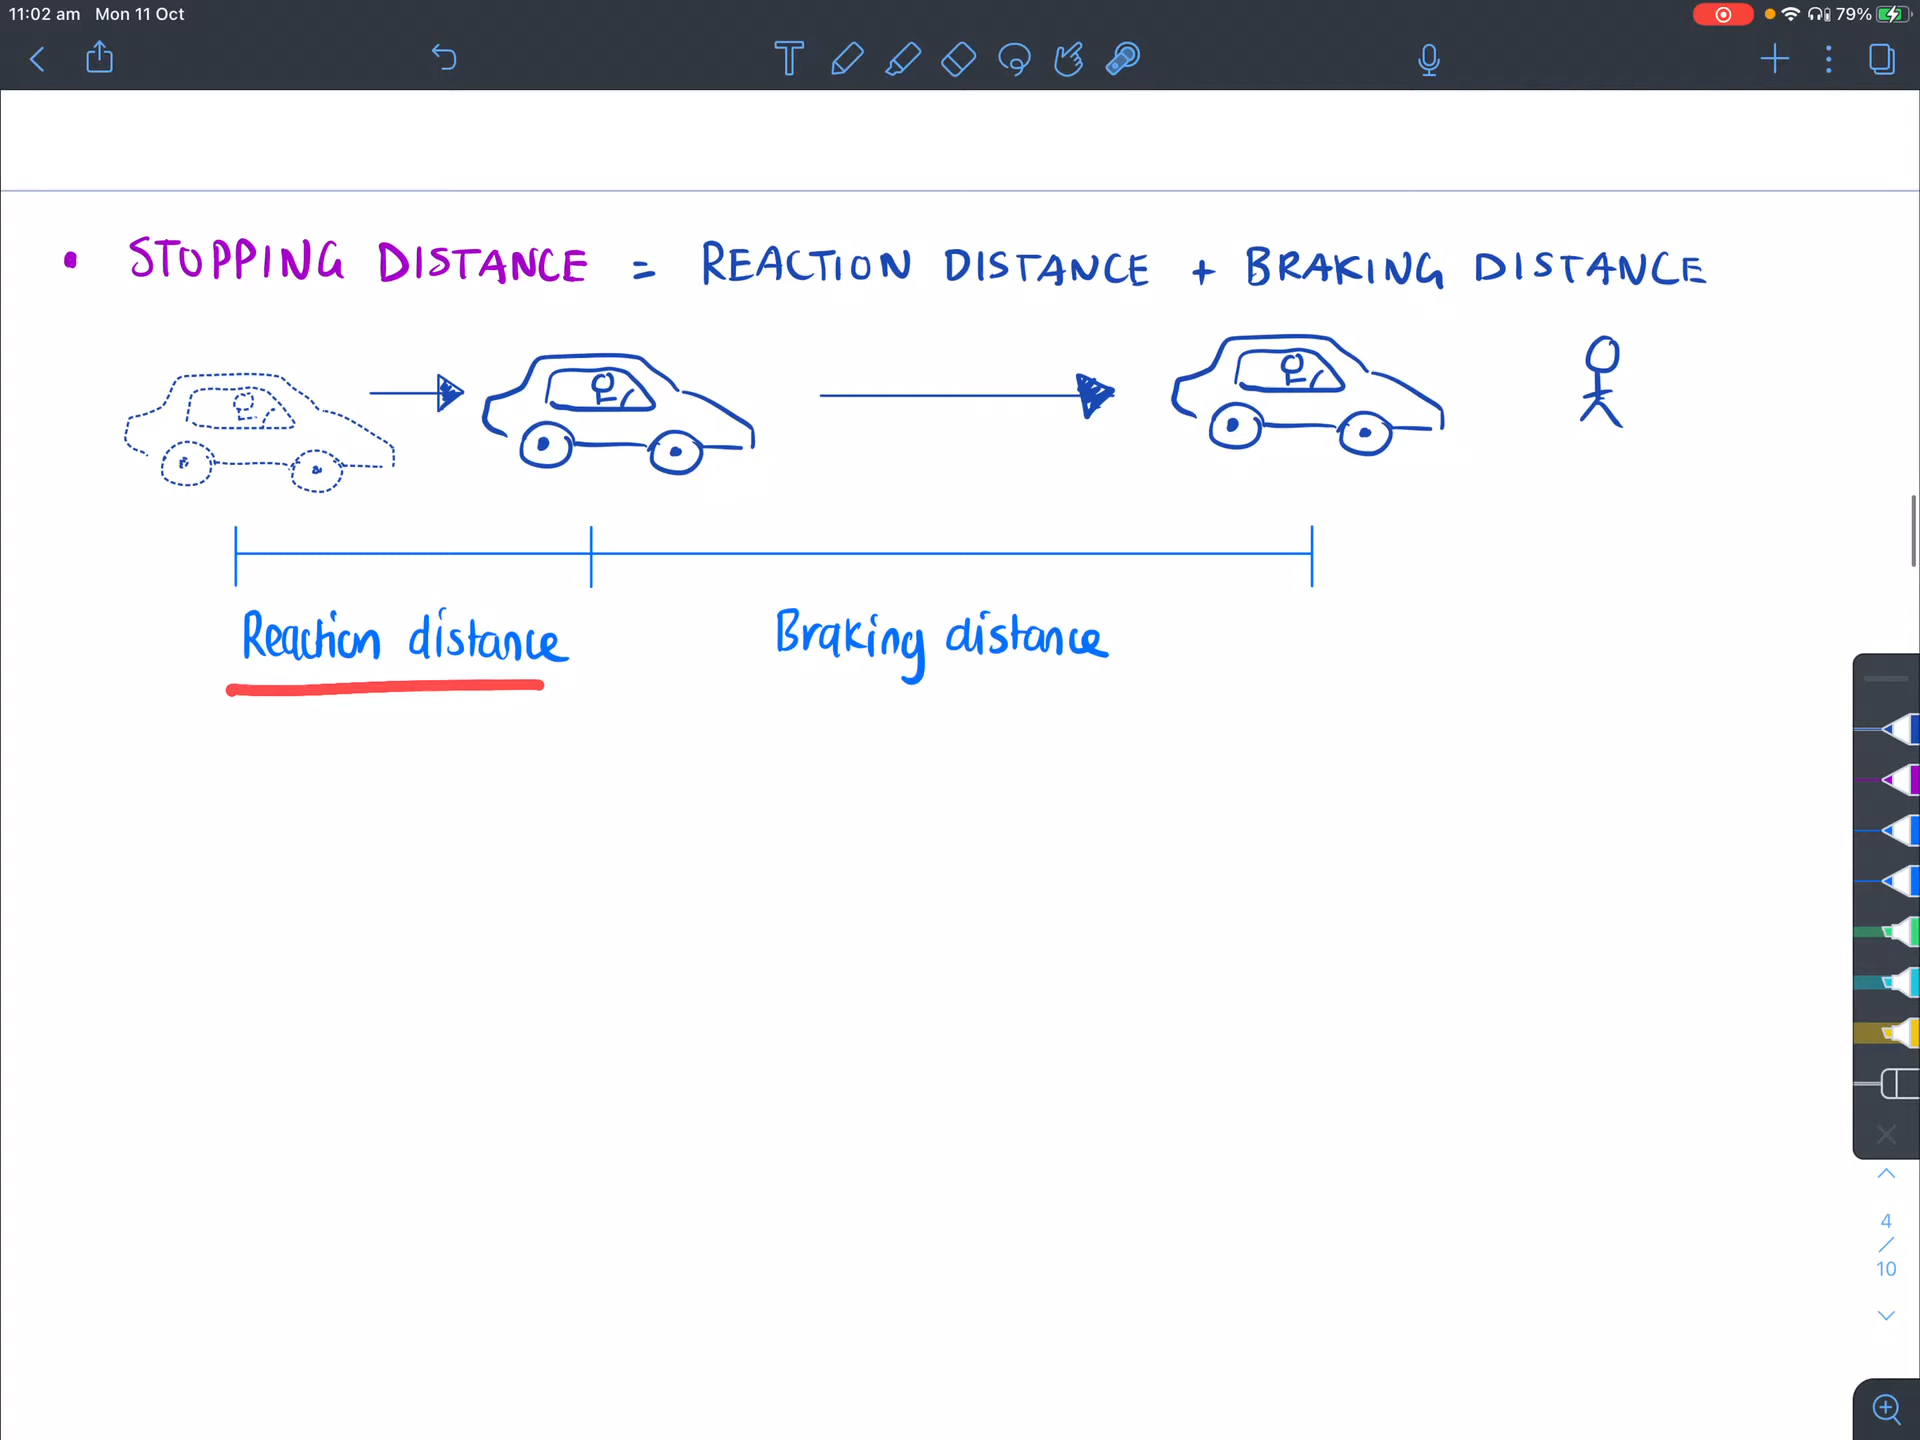 11:02 am Mon 11 Oct
79%
T
• STOPPING DISTANCE = REACTION DISTANCE + BRAKING DISTANCE
Reaction distance
Braking distance
4
/
10